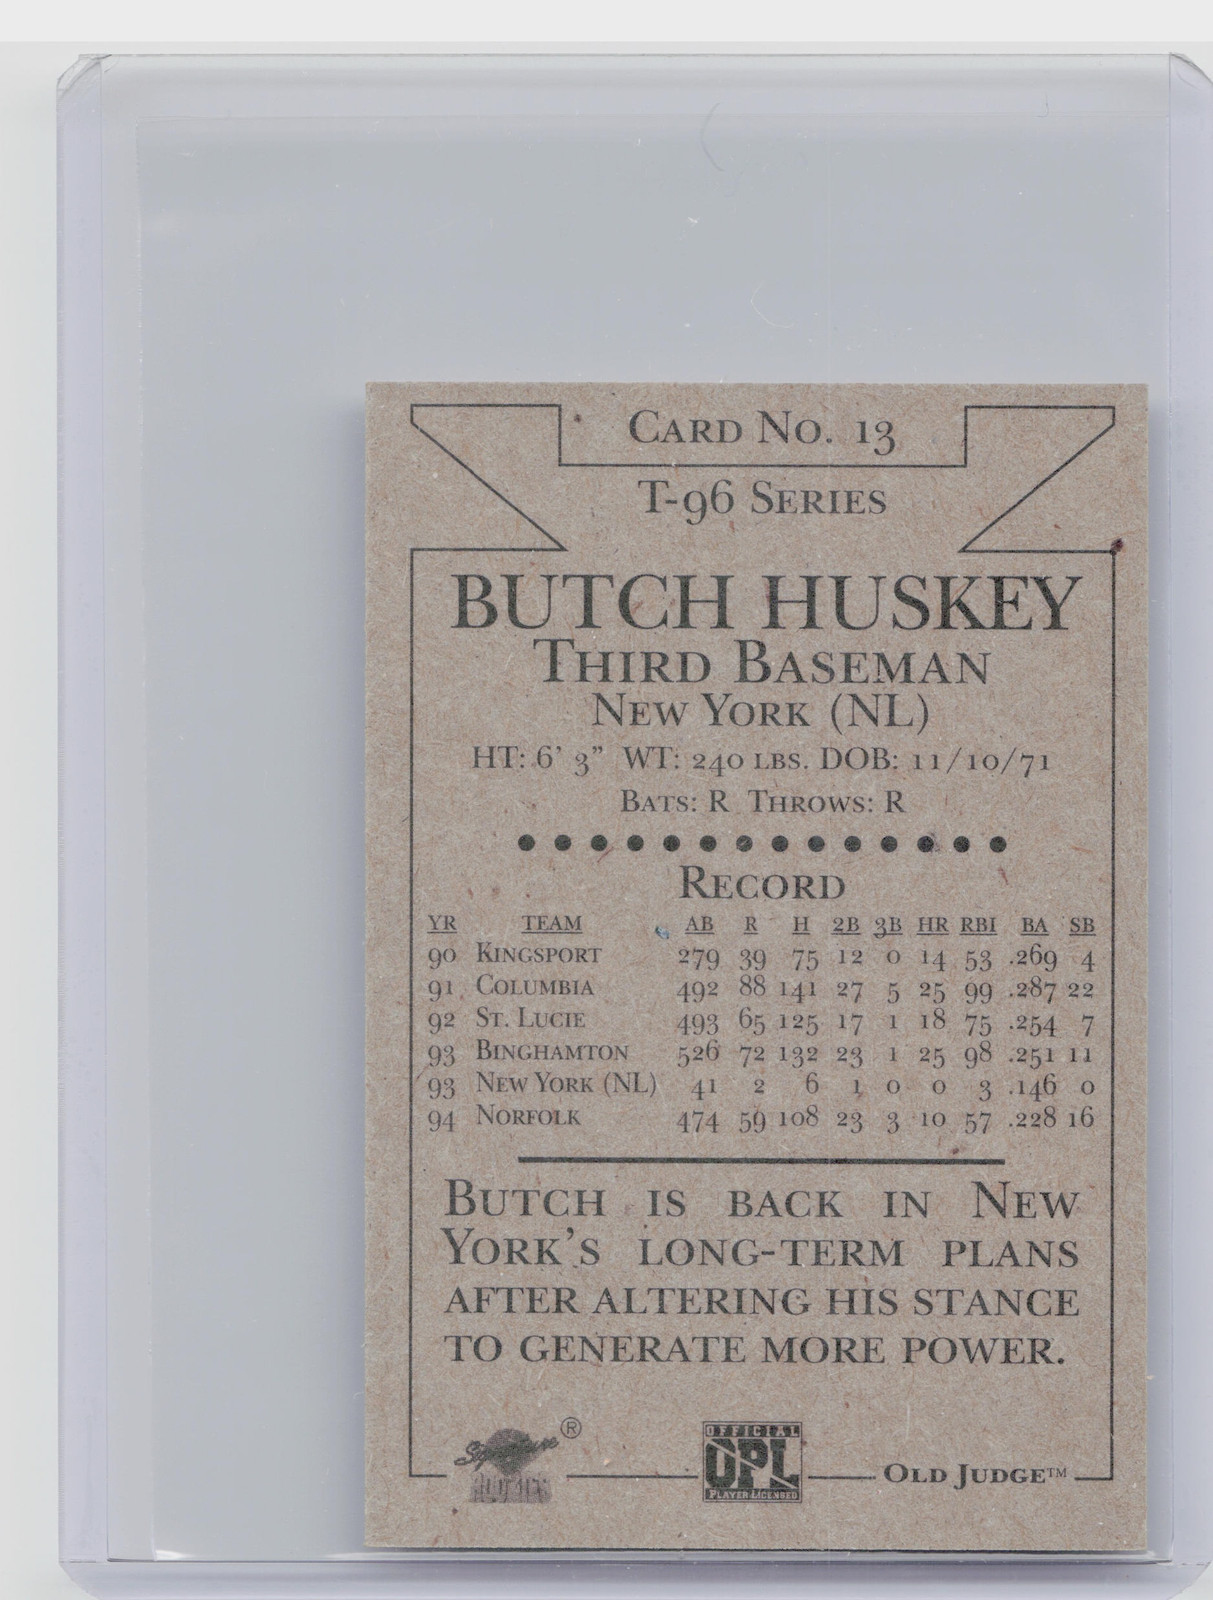 CARD NO. 13
T-96 SERIES
BUTCH HUSKEY
THIRD BASEMAN
NEW YORK (NL)
HT: 6' 3" WT: 240 LBS. DOB: 11/10/71
BATS: R THROWS: R
RECORD
YR TEAM AB R H 2B 3B HR RBI BA SB
90 KINGSPORT 279 39 75 12 0 14 53 .269 4
91 COLUMBIA 492 88 141 27 5 25 99 .287 22
92 ST. LUCIE 493 65 125 17 1 18 75 .254 7
93 BINGHAMTON 526 72 132 23 1 25 98 .251 11
93 NEW YORK (NL) 41 2 6 1 0 0 3 .146 0
94 NORFOLK 474 59 108 23 3 10 57 .228 16
BUTCH IS BACK IN NEW
YORK'S LONG-TERM PLANS
AFTER ALTERING HIS STANCE
TO GENERATE MORE POWER.
Signature ®
ROOKIES
OFFICIAL
OPL
PLAYER LICENSED
OLD JUDGE™